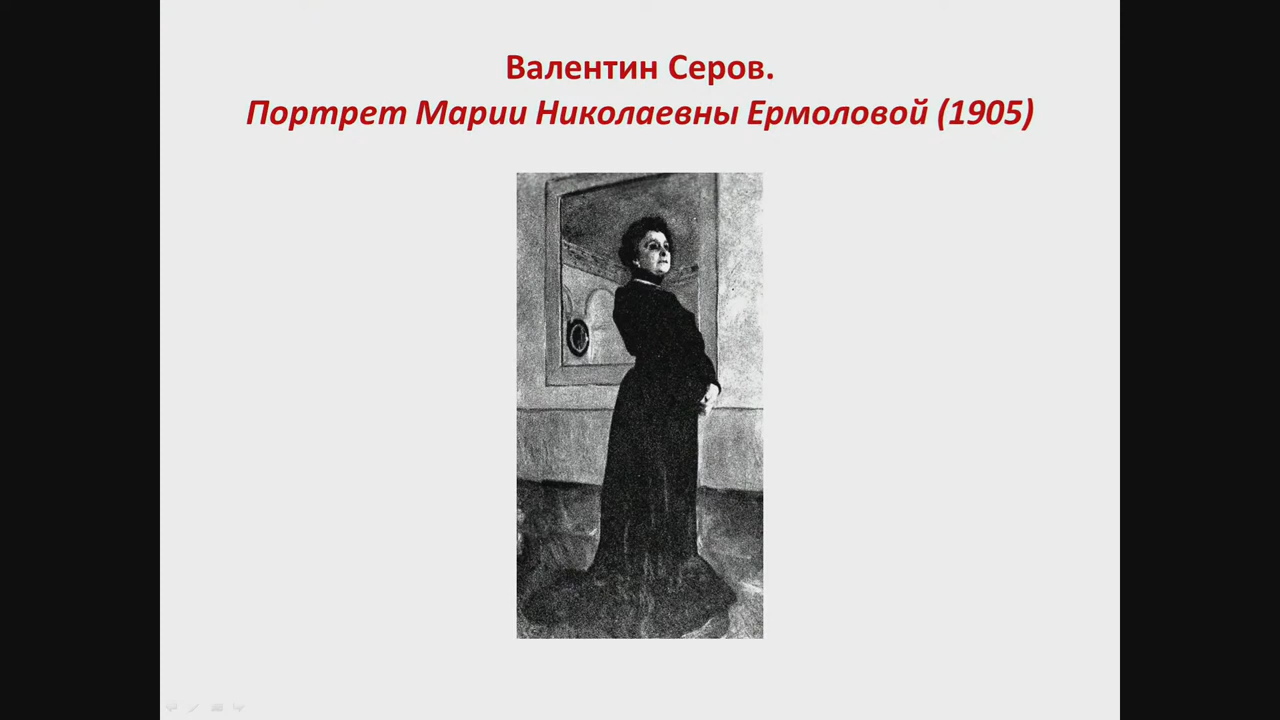 Валентин Серов.
Портрет Марии Николаевны Ермоловой (1905)